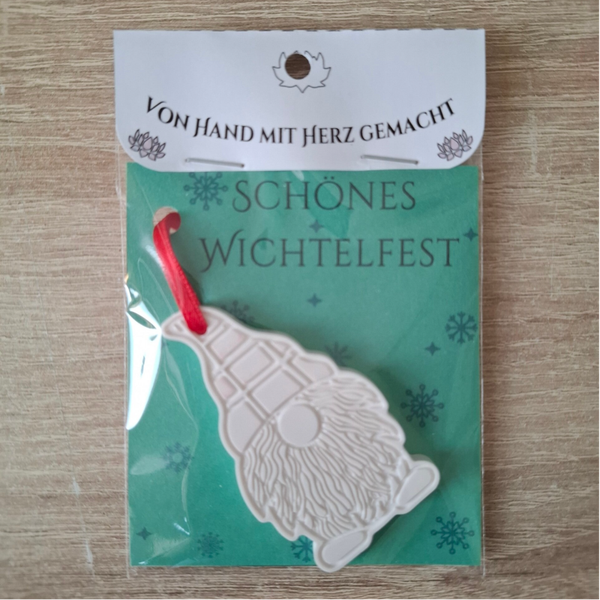 Von Hand mit Herz gemacht
Schönes
Wichtelfest